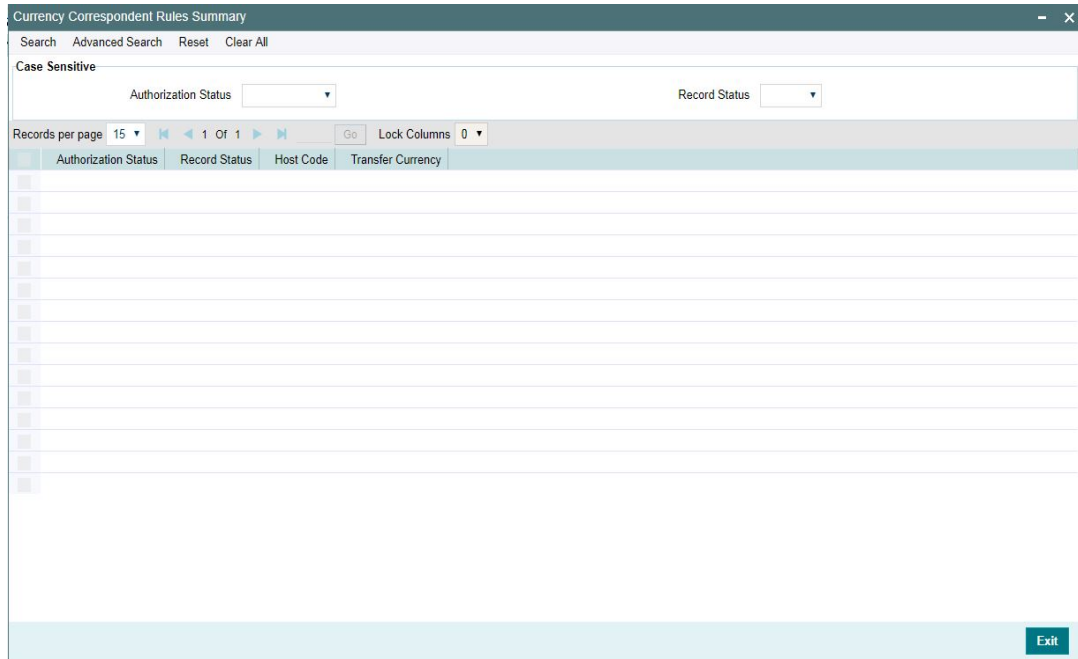 Currency Correspondent Rules Summary
Search Advanced Search Reset Clear All
Case Sensitive
Authorization Status Record Status
Records per page 15 1 Of 1 Go Lock Columns 0
Authorization Status Record Status Host Code Transfer Currency
Exit